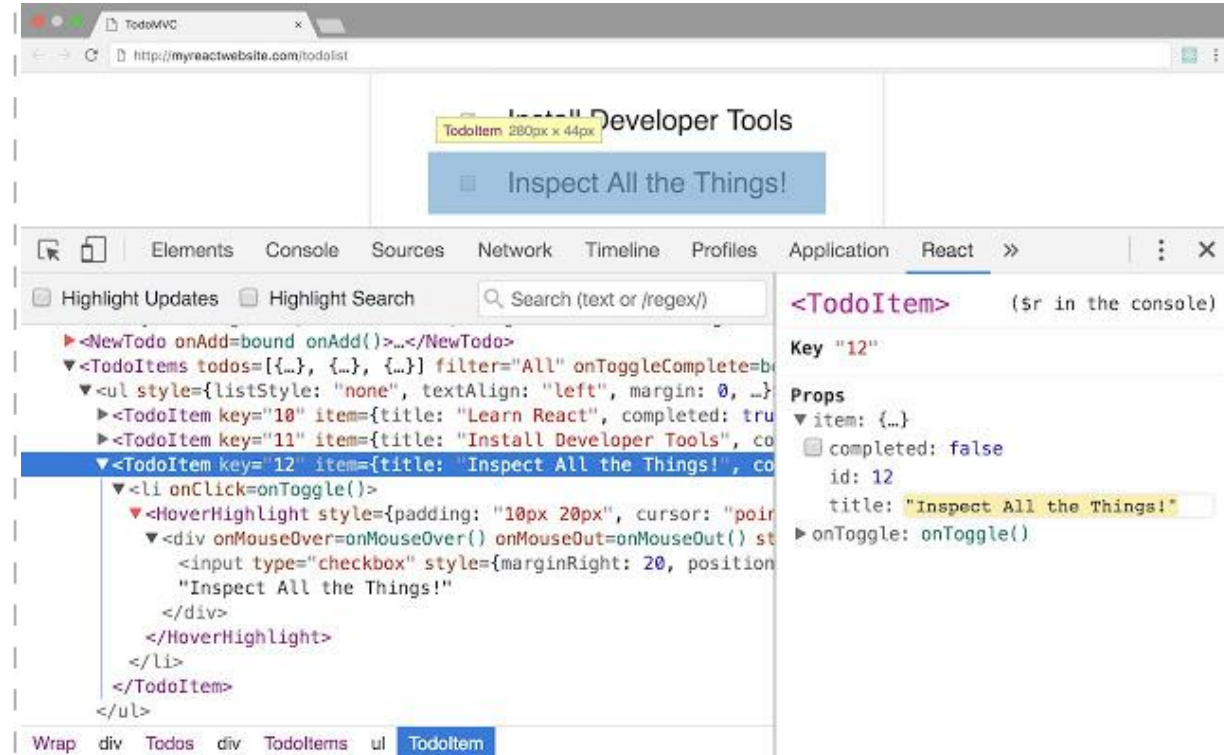 TodoMVC ×
http://myreactwebsite.com/todolist
Install Developer Tools
TodoItem 280px × 44px
Inspect All the Things!
Elements Console Sources Network Timeline Profiles Application React »
Highlight Updates Highlight Search Search (text or /regex/)
<NewTodo onAdd=bound onAdd()>…</NewTodo>
<TodoItems todos=[{…}, {…}, {…}] filter="All" onToggleComplete=b
<ul style={listStyle: "none", textAlign: "left", margin: 0, …}
<TodoItem key="10" item={title: "Learn React", completed: tru
<TodoItem key="11" item={title: "Install Developer Tools", co
<TodoItem key="12" item={title: "Inspect All the Things!", co
<li onClick=onToggle()>
<HoverHighlight style={padding: "10px 20px", cursor: "poin
<div onMouseOver=onMouseOver() onMouseOut=onMouseOut() st
<input type="checkbox" style={marginRight: 20, position
"Inspect All the Things!"
</div>
</HoverHighlight>
</li>
</TodoItem>
</ul>
Wrap div Todos div TodoItems ul TodoItem
<TodoItem> ($r in the console)
Key "12"
Props
item: {…}
completed: false
id: 12
title: "Inspect All the Things!"
onToggle: onToggle()